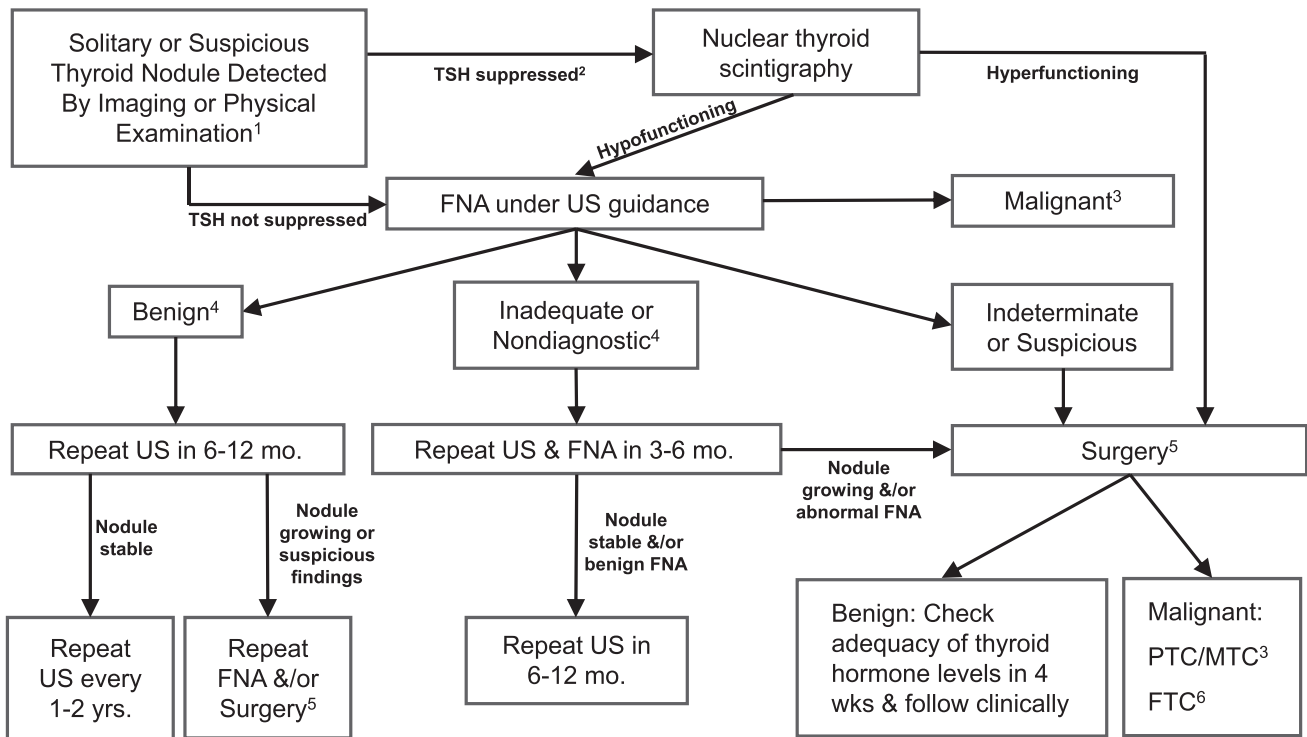 Solitary or Suspicious
Thyroid Nodule Detected
By Imaging or Physical
Examination¹
TSH suppressed²
Nuclear thyroid
scintigraphy
Hyperfunctioning
Hypofunctioning
TSH not suppressed
FNA under US guidance
Malignant³
Benign⁴
Inadequate or
Nondiagnostic⁴
Indeterminate
or Suspicious
Repeat US in 6-12 mo.
Repeat US & FNA in 3-6 mo.
Nodule
growing &/or
abnormal FNA
Surgery⁵
Nodule
stable
Nodule
growing or
suspicious
findings
Nodule
stable &/or
benign FNA
Repeat
US every
1-2 yrs.
Repeat
FNA &/or
Surgery⁵
Repeat US in
6-12 mo.
Benign: Check
adequacy of thyroid
hormone levels in 4
wks & follow clinically
Malignant:
PTC/MTC³
FTC⁶